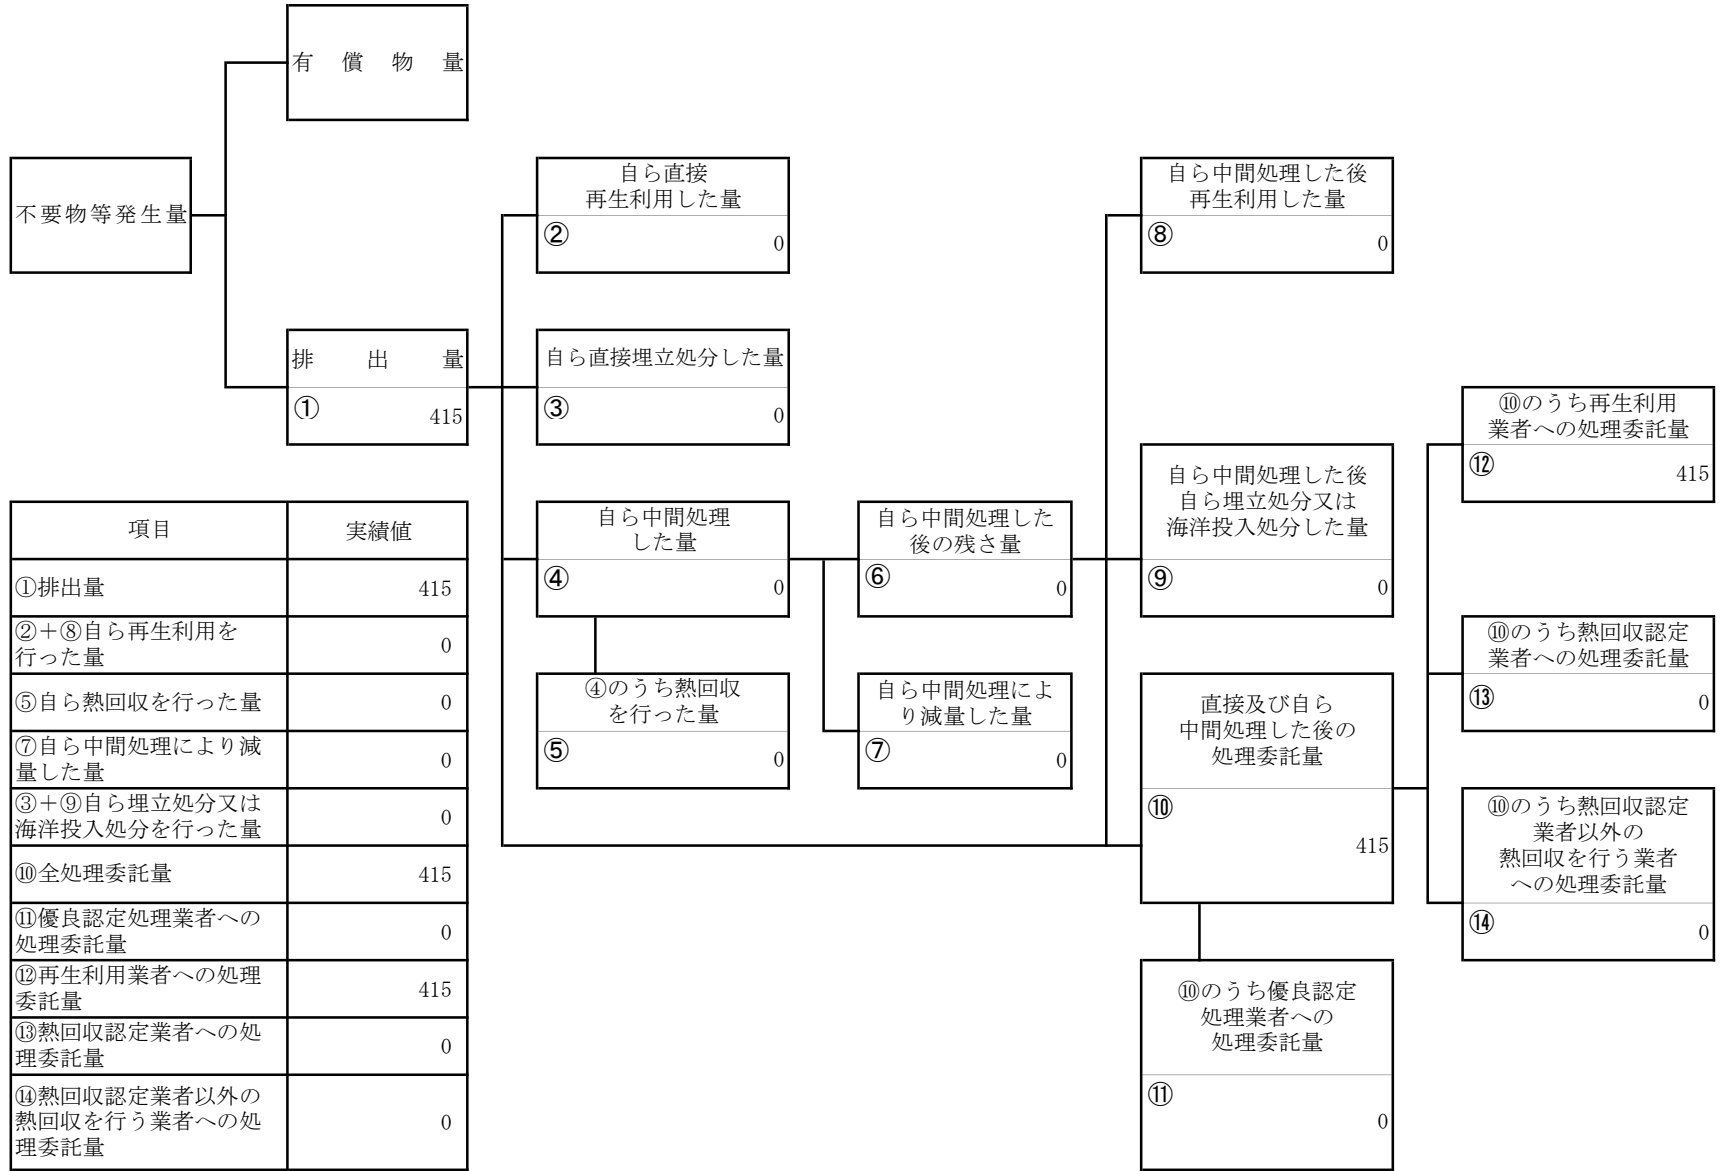 有償物量
不要物等発生量
排出量
① 415
自ら直接
再生利用した量
② 0
自ら直接埋立処分した量
③ 0
自ら中間処理
した量
④ 0
④のうち熱回収
を行った量
⑤ 0
自ら中間処理した
後の残さ量
⑥ 0
自ら中間処理によ
り減量した量
⑦ 0
自ら中間処理した後
再生利用した量
⑧ 0
自ら中間処理した後
自ら埋立処分又は
海洋投入処分した量
⑨ 0
直接及び自ら
中間処理した後の
処理委託量
⑩
415
⑩のうち優良認定
処理業者への
処理委託量
⑪
0
⑩のうち再生利用
業者への処理委託量
⑫ 415
⑩のうち熱回収認定
業者への処理委託量
⑬ 0
⑩のうち熱回収認定
業者以外の
熱回収を行う業者
への処理委託量
⑭ 0
項目 実績値
①排出量 415
②+⑧自ら再生利用を
行った量 0
⑤自ら熱回収を行った量 0
⑦自ら中間処理により減
量した量 0
③+⑨自ら埋立処分又は
海洋投入処分を行った量 0
⑩全処理委託量 415
⑪優良認定処理業者への
処理委託量 0
⑫再生利用業者への処理
委託量 415
⑬熱回収認定業者への処
理委託量 0
⑭熱回収認定業者以外の
熱回収を行う業者への処
理委託量 0